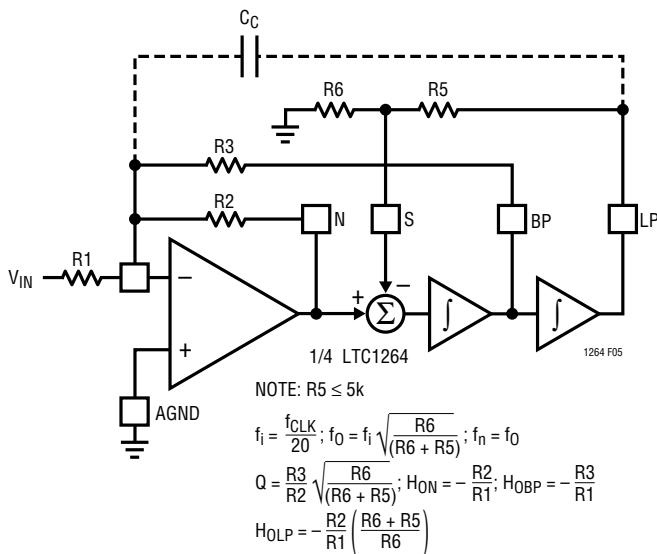 C_C
R6
R5
R3
R2
N
S
BP
LP
R1
V_IN
−
+
+
−
Σ
∫
∫
1/4 LTC1264
1264 F05
AGND
NOTE: R5 ≤ 5k
f_i = f_CLK / 20 ; f_O = f_i √(R6 / (R6 + R5)) ; f_n = f_O
Q = R3 / R2 √(R6 / (R6 + R5)) ; H_ON = − R2 / R1 ; H_OBP = − R3 / R1
H_OLP = − R2 / R1 ( R6 + R5 / R6 )